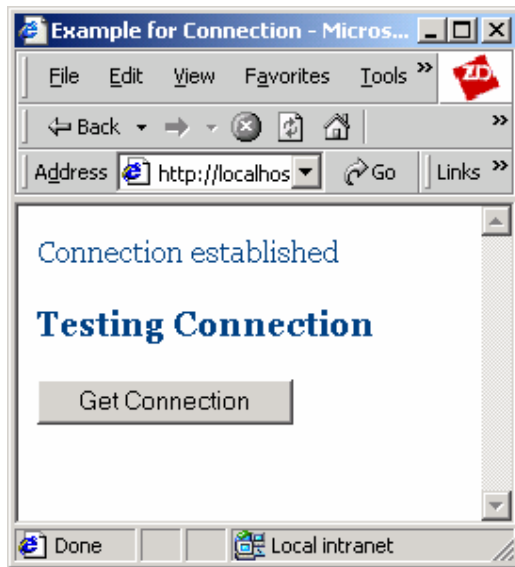 Example for Connection - Micros...
File Edit View Favorites Tools »
ZD
Back »
Address http://localhos Go Links »
Connection established
Testing Connection
Get Connection
Done Local intranet